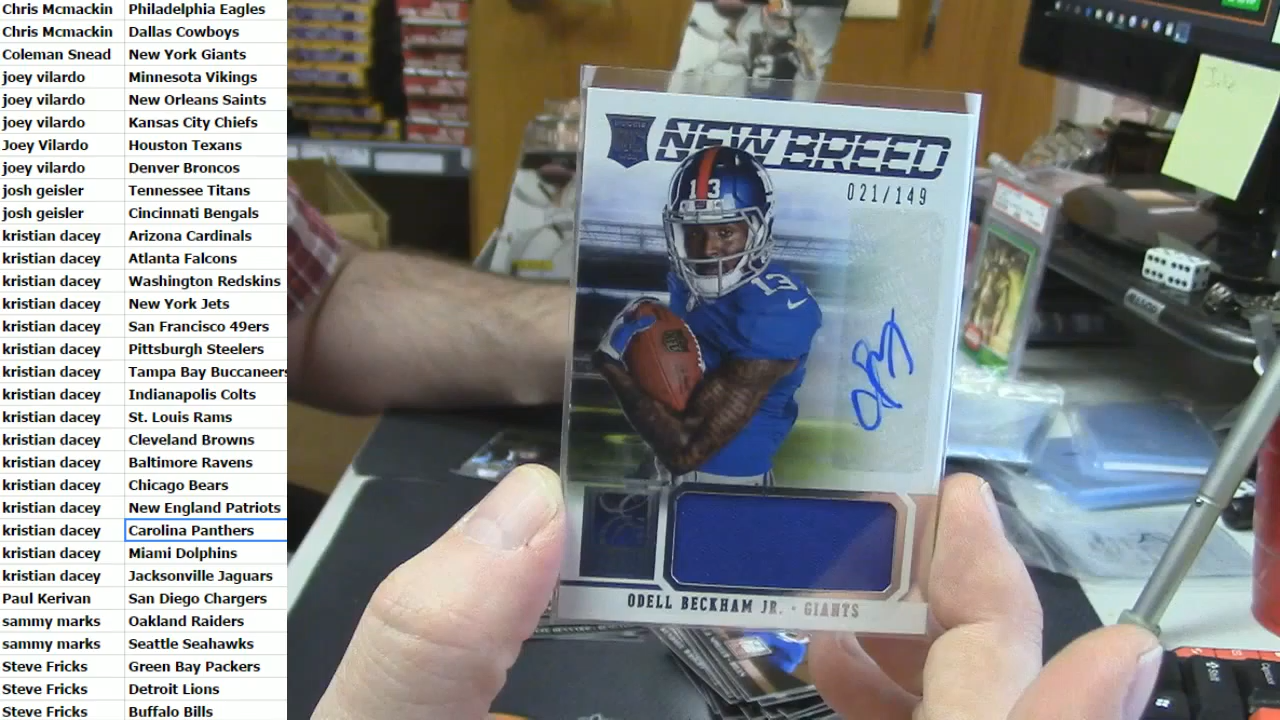 Chris Mcmackin Philadelphia Eagles
Chris Mcmackin Dallas Cowboys
Coleman Snead New York Giants
joey vilardo Minnesota Vikings
joey vilardo New Orleans Saints
joey vilardo Kansas City Chiefs
Joey Vilardo Houston Texans
joey vilardo Denver Broncos
josh geisler Tennessee Titans
josh geisler Cincinnati Bengals
kristian dacey Arizona Cardinals
kristian dacey Atlanta Falcons
kristian dacey Washington Redskins
kristian dacey New York Jets
kristian dacey San Francisco 49ers
kristian dacey Pittsburgh Steelers
kristian dacey Tampa Bay Buccaneers
kristian dacey Indianapolis Colts
kristian dacey St. Louis Rams
kristian dacey Cleveland Browns
kristian dacey Baltimore Ravens
kristian dacey Chicago Bears
kristian dacey New England Patriots
kristian dacey Carolina Panthers
kristian dacey Miami Dolphins
kristian dacey Jacksonville Jaguars
Paul Kerivan San Diego Chargers
sammy marks Oakland Raiders
sammy marks Seattle Seahawks
Steve Fricks Green Bay Packers
Steve Fricks Detroit Lions
Steve Fricks Buffalo Bills
NEW BREED
021/149
13
13
ODELL BECKHAM JR. • GIANTS